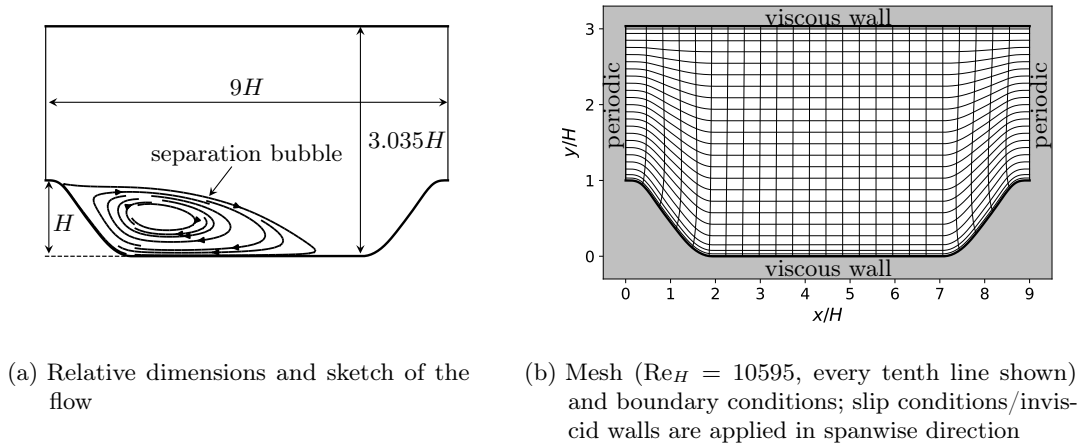 9H
3.035H
separation bubble
H
(a) Relative dimensions and sketch of the
flow
viscous wall
periodic
periodic
viscous wall
y/H
3
2
1
0
0 1 2 3 4 5 6 7 8 9
x/H
(b) Mesh (Re_H = 10595, every tenth line shown)
and boundary conditions; slip conditions/invis-
cid walls are applied in spanwise direction